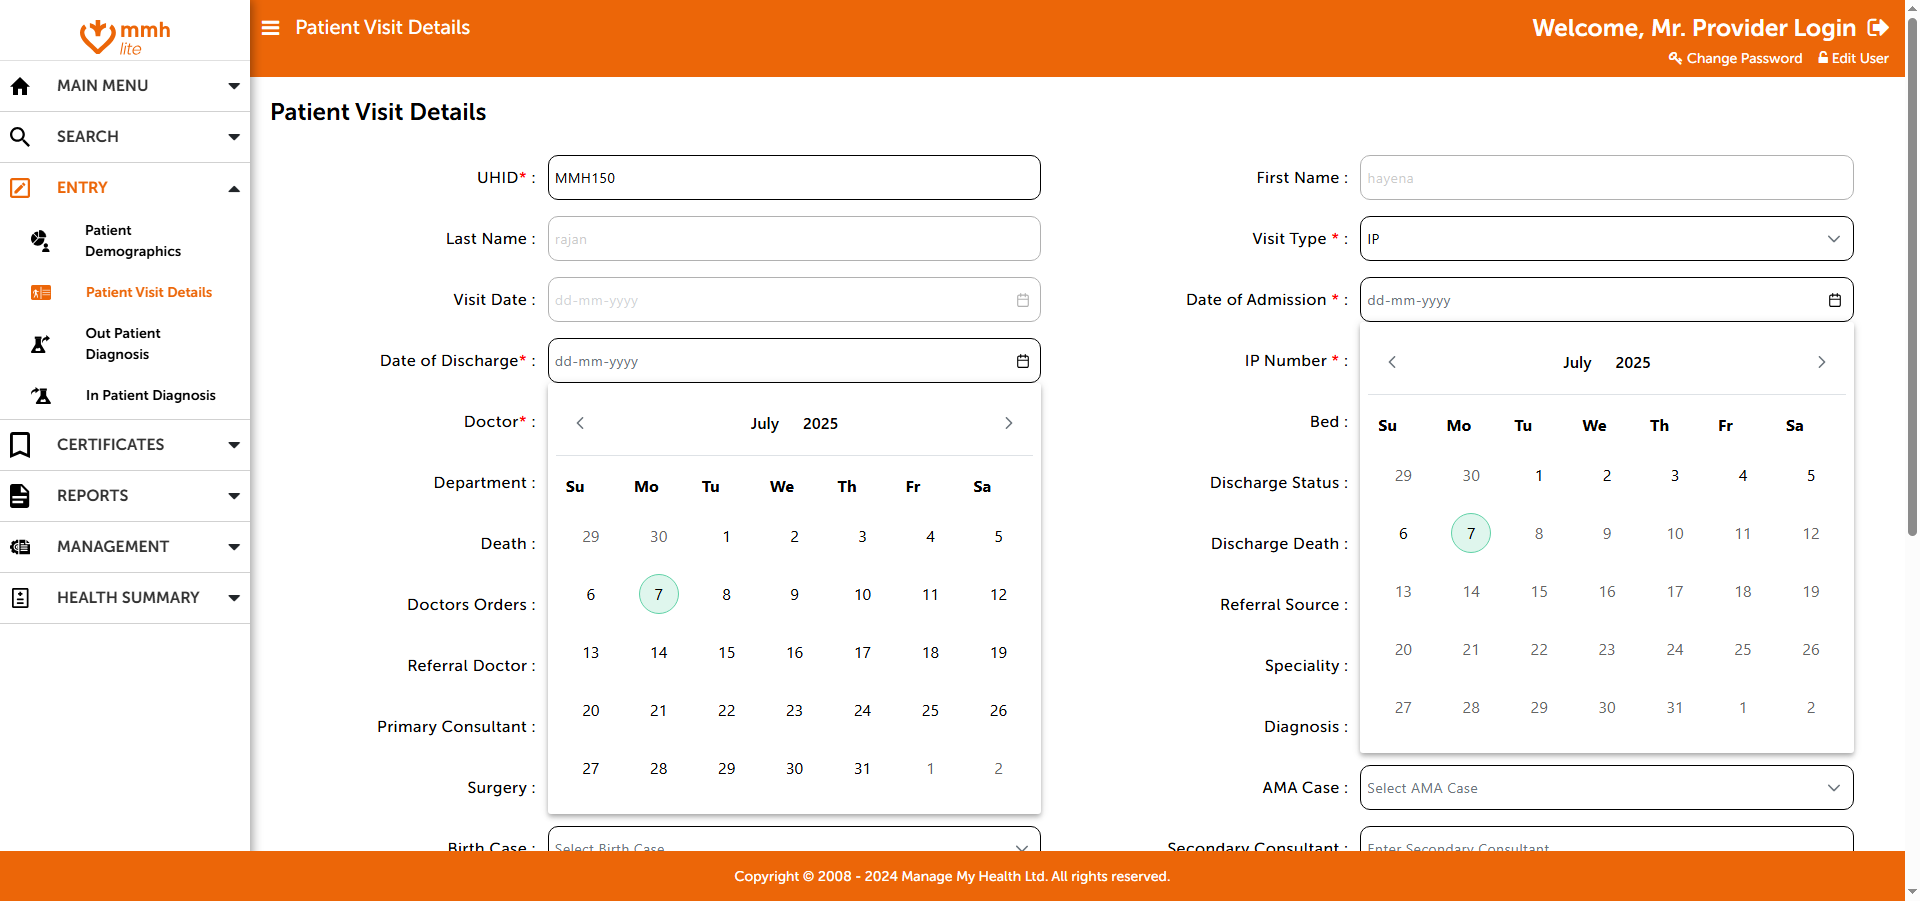 mmh
lite
Patient Visit Details
Welcome, Mr. Provider Login
Change Password Edit User
MAIN MENU
SEARCH
ENTRY
Patient
Demographics
Patient Visit Details
Out Patient
Diagnosis
In Patient Diagnosis
CERTIFICATES
REPORTS
MANAGEMENT
HEALTH SUMMARY
Patient Visit Details
UHID* : MMH150
First Name : hayena
Last Name : rajan
Visit Type * : IP
Visit Date : dd-mm-yyyy
Date of Admission * : dd-mm-yyyy
Date of Discharge* : dd-mm-yyyy
IP Number * :
Doctor* :
Bed :
Department :
Discharge Status :
Death :
Discharge Death :
Doctors Orders :
Referral Source :
Referral Doctor :
Speciality :
Primary Consultant :
Diagnosis :
Surgery :
AMA Case : Select AMA Case
July 2025
Su Mo Tu We Th Fr Sa
29 30 1 2 3 4 5
6 7 8 9 10 11 12
13 14 15 16 17 18 19
20 21 22 23 24 25 26
27 28 29 30 31 1 2
July 2025
Su Mo Tu We Th Fr Sa
29 30 1 2 3 4 5
6 7 8 9 10 11 12
13 14 15 16 17 18 19
20 21 22 23 24 25 26
27 28 29 30 31 1 2
Birth Case : Select Birth Case
Secondary Consultant : Enter Secondary Consultant
Copyright © 2008 - 2024 Manage My Health Ltd. All rights reserved.